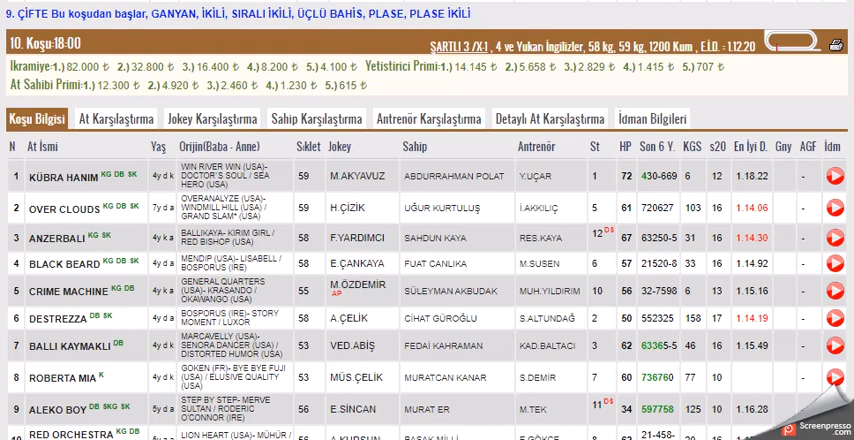 9. ÇİFTE Bu koşudan başlar, GANYAN, İKİLİ, SIRALI İKİLİ, ÜÇLÜ BAHİS, PLASE, PLASE İKİLİ
10. Koşu:18:00 ŞARTLI 3 /X-1 , 4 ve Yukarı İngilizler, 58 kg, 59 kg, 1200 Kum , E.İ.D. : 1.12.20
Ikramiye:1.) 82.000 ₺ 2.) 32.800 ₺ 3.) 16.400 ₺ 4.) 8.200 ₺ 5.) 4.100 ₺ Yetistirici Primi:1.) 14.145 ₺ 2.) 5.658 ₺ 3.) 2.829 ₺ 4.) 1.415 ₺ 5.) 707 ₺
At Sahibi Primi:1.) 12.300 ₺ 2.) 4.920 ₺ 3.) 2.460 ₺ 4.) 1.230 ₺ 5.) 615 ₺
Koşu Bilgisi At Karşılaştırma Jokey Karşılaştırma Sahip Karşılaştırma Antrenör Karşılaştırma Detaylı At Karşılaştırma İdman Bilgileri
N At İsmi Yaş Orijin(Baba - Anne) Sıklet Jokey Sahip Antrenör St HP Son 6 Y. KGS s20 En İyi D. Gny AGF İdm
WIN RIVER WIN (USA)-
1 KÜBRA HANIM KG DB SK 4y d k DOCTOR'S SOUL / SEA 59 M.AKYAVUZ ABDURRAHMAN POLAT Y.UÇAR 1 72 430-669 6 12 1.18.22 -
HERO (USA)
OVERANALYZE (USA)-
2 OVER CLOUDS KG DB SK 7y d a WINDMILL HILL (USA) / 59 H.ÇİZİK UĞUR KURTULUŞ İ.AKKILIÇ 5 61 720627 103 16 1.14.06 -
GRAND SLAM* (USA)
3 ANZERBALI KG SK 4y k a BALLIKAYA- KIRIM GIRL / 58 F.YARDIMCI SAHDUN KAYA RES.KAYA 12 DS 67 63250-5 31 16 1.14.30 -
RED BISHOP (USA)
4 BLACK BEARD KG DB SK 4y d a MENDIP (USA)- LISABELL / 58 E.ÇANKAYA FUAT CANLIKA M.SUSEN 6 57 21520-8 33 16 1.14.92 -
BOSPORUS (IRE)
GENERAL QUARTERS
5 CRIME MACHINE KG DB 4y k a (USA)- KRASANDO / 55 M.ÖZDEMİR AP SÜLEYMAN AKBUDAK MUH.YILDIRIM 10 56 32-7598 6 13 1.15.16 -
OKAWANGO (USA)
6 DESTREZZA DB SK 5y d a BOSPORUS (IRE)- STORY 58 A.ÇELİK CİHAT GÜROĞLU S.ALTUNDAĞ 2 50 552325 158 17 1.14.19 -
MOMENT / LUXOR
MARCAVELLY (USA)-
7 BALLI KAYMAKLI DB 4y d k SENORA DANCER (USA) / 53 VED.ABİŞ FEDAİ KAHRAMAN KAD.BALTACI 3 62 63365-5 46 16 1.15.49 -
DISTORTED HUMOR (USA)
GOKEN (FR)- BYE BYE FUJI
8 ROBERTA MIA K 4y d k (USA) / ELUSIVE QUALITY 53 MÜS.ÇELİK MURATCAN KANAR S.DEMİR 7 60 736760 77 10 -
(USA)
STEP BY STEP- MERVE
9 ALEKO BOY DB SKG SK 5y d a SULTAN / RODERIC 56 E.SİNCAN MURAT ER M.TEK 11 DS 34 597758 125 10 1.16.28 -
O'CONNOR (IRE)
RED ORCHESTRA KG DB LION HEART (USA)- MÜHÜR / 21-458-
Screenpresso
.com